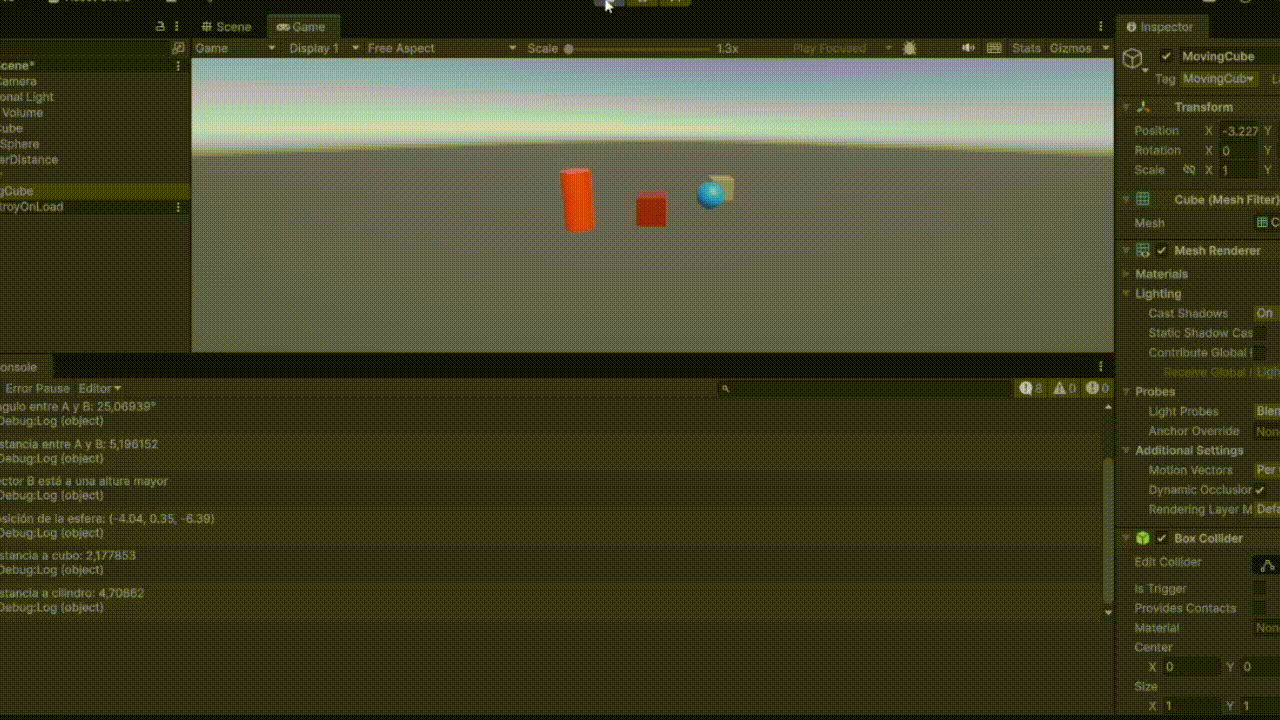 Scene
Game
Inspector
Game
Display 1
Free Aspect
Scale
1.3x
Play Focused
Stats
Gizmos
MovingCube
Tag
MovingCub
Scene*
Camera
onal Light
Volume
Cube
Sphere
erDistance
gCube
troyOnLoad
Transform
Position X -3.227 Y
Rotation X 0 Y
Scale X 1 Y
Cube (Mesh Filter)
Mesh
Mesh Renderer
Materials
Lighting
Cast Shadows On
Static Shadow Cas
Contribute Global I
Receive Global I Ligh
Probes
Light Probes Blen
Anchor Override Non
Additional Settings
Motion Vectors Per
Dynamic Occlusion
Rendering Layer M Defa
Box Collider
Edit Collider
Is Trigger
Provides Contacts
Material Non
Center
X 0 Y 0
Size
X 1 Y 1
onsole
Error Pause Editor
8 0 0
ngulo entre A y B: 25,06939°
Debug:Log (object)
stancia entre A y B: 5,196152
Debug:Log (object)
ector B está a una altura mayor
Debug:Log (object)
sición de la esfera: (-4.04, 0.35, -6.39)
Debug:Log (object)
stancia a cubo: 2,177853
Debug:Log (object)
stancia a cilindro: 4,70862
Debug:Log (object)